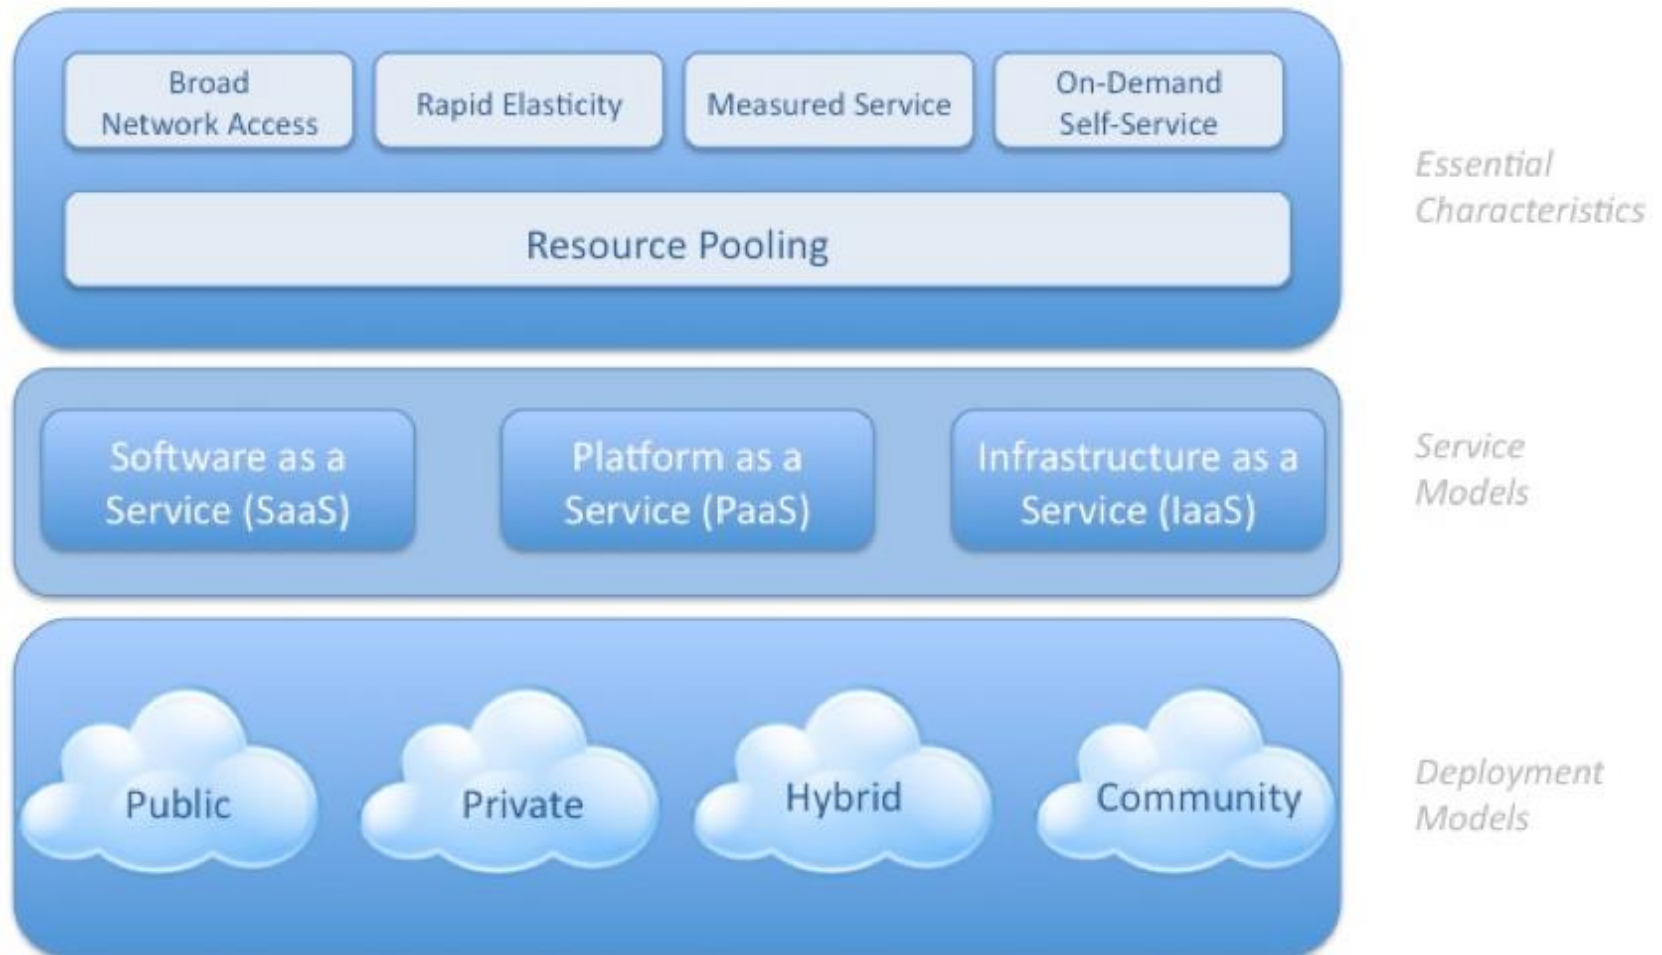 Broad
Network Access
Rapid Elasticity
Measured Service
On-Demand
Self-Service
Essential
Characteristics
Resource Pooling
Software as a
Service (SaaS)
Platform as a
Service (PaaS)
Infrastructure as a
Service (IaaS)
Service
Models
Public
Private
Hybrid
Community
Deployment
Models